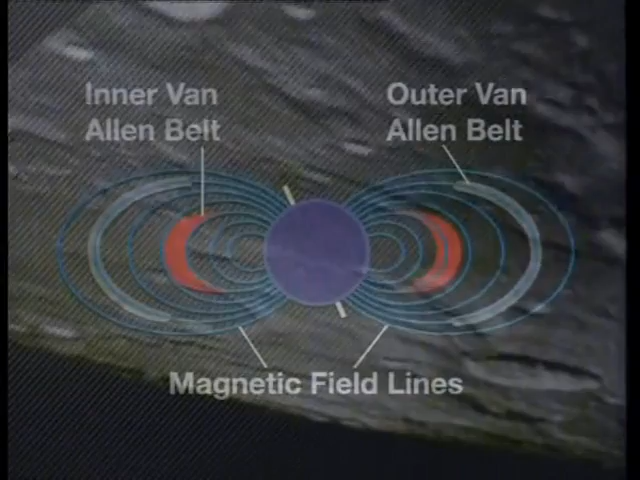 Inner Van
Allen Belt
Outer Van
Allen Belt
Magnetic Field Lines